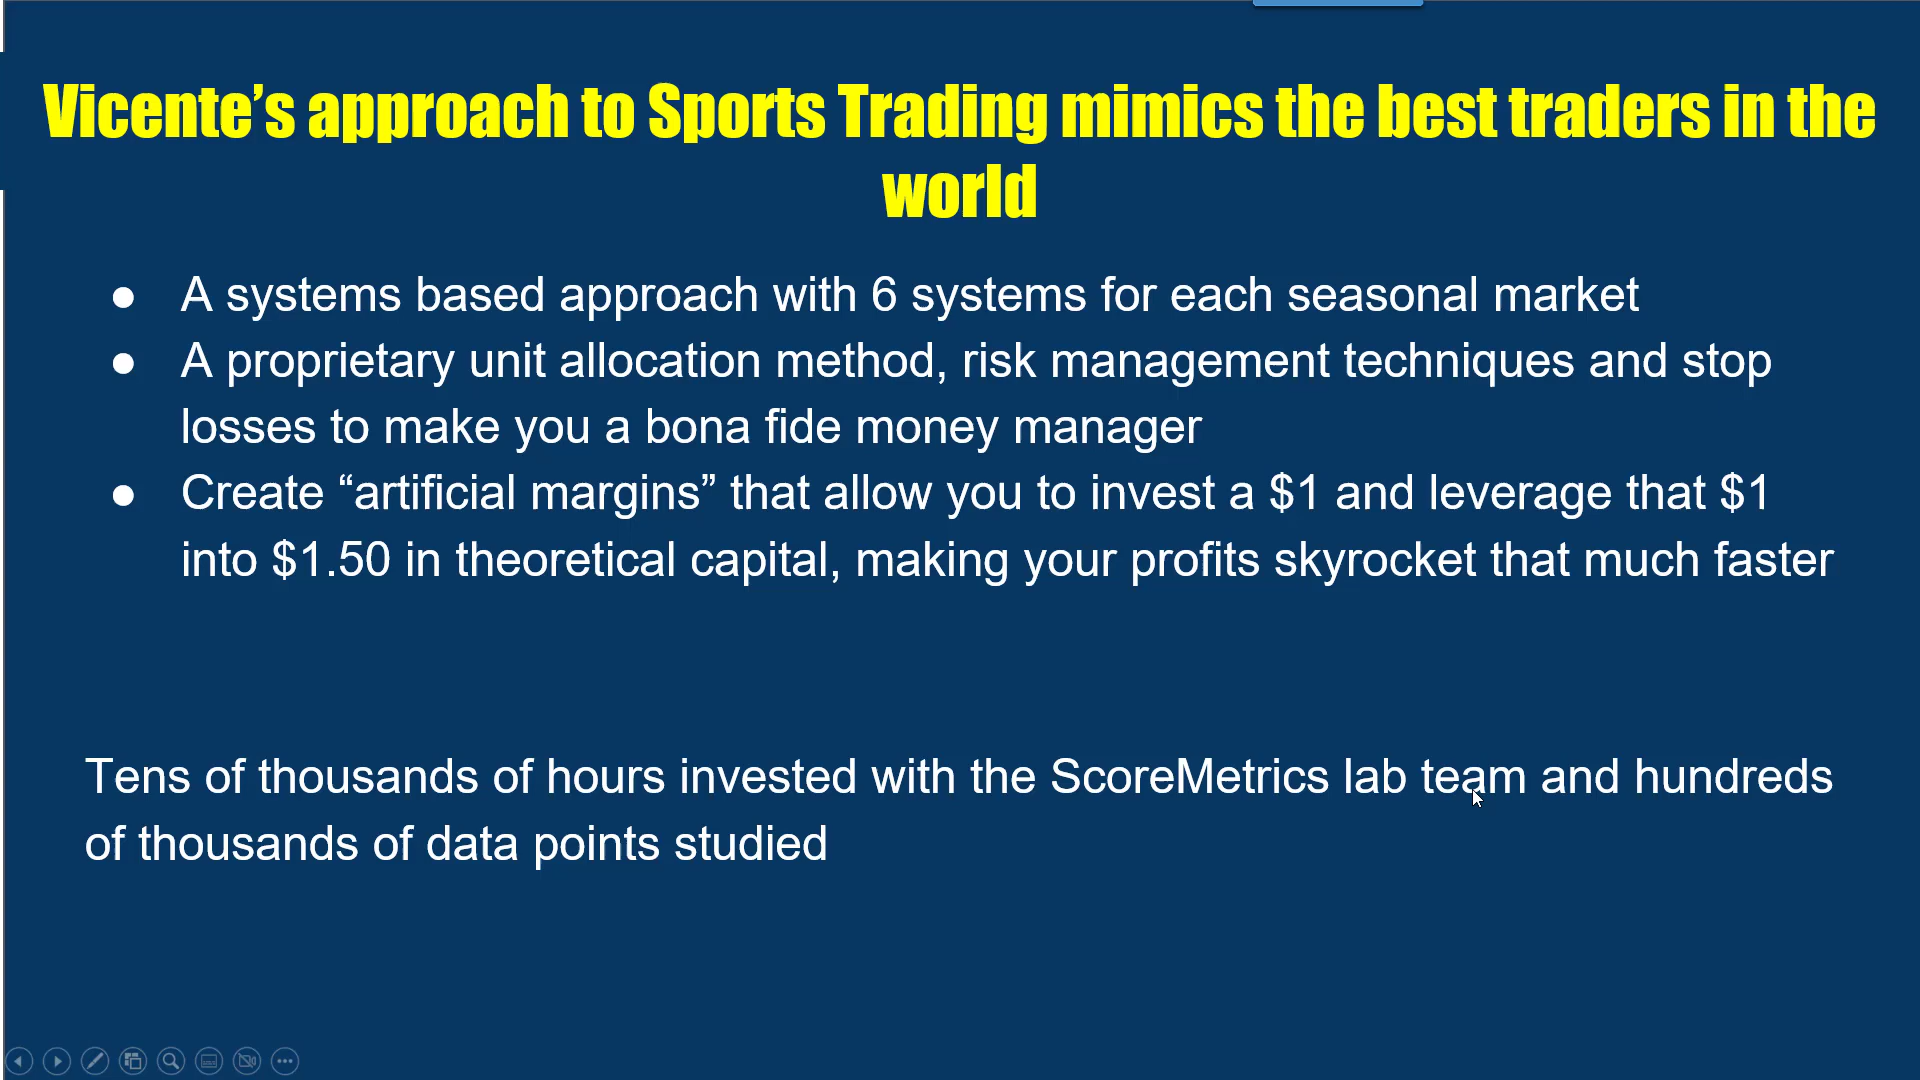 Vicente’s approach to Sports Trading mimics the best traders in the
world
● A systems based approach with 6 systems for each seasonal market
● A proprietary unit allocation method, risk management techniques and stop
losses to make you a bona fide money manager
● Create “artificial margins” that allow you to invest a $1 and leverage that $1
into $1.50 in theoretical capital, making your profits skyrocket that much faster
Tens of thousands of hours invested with the ScoreMetrics lab team and hundreds
of thousands of data points studied